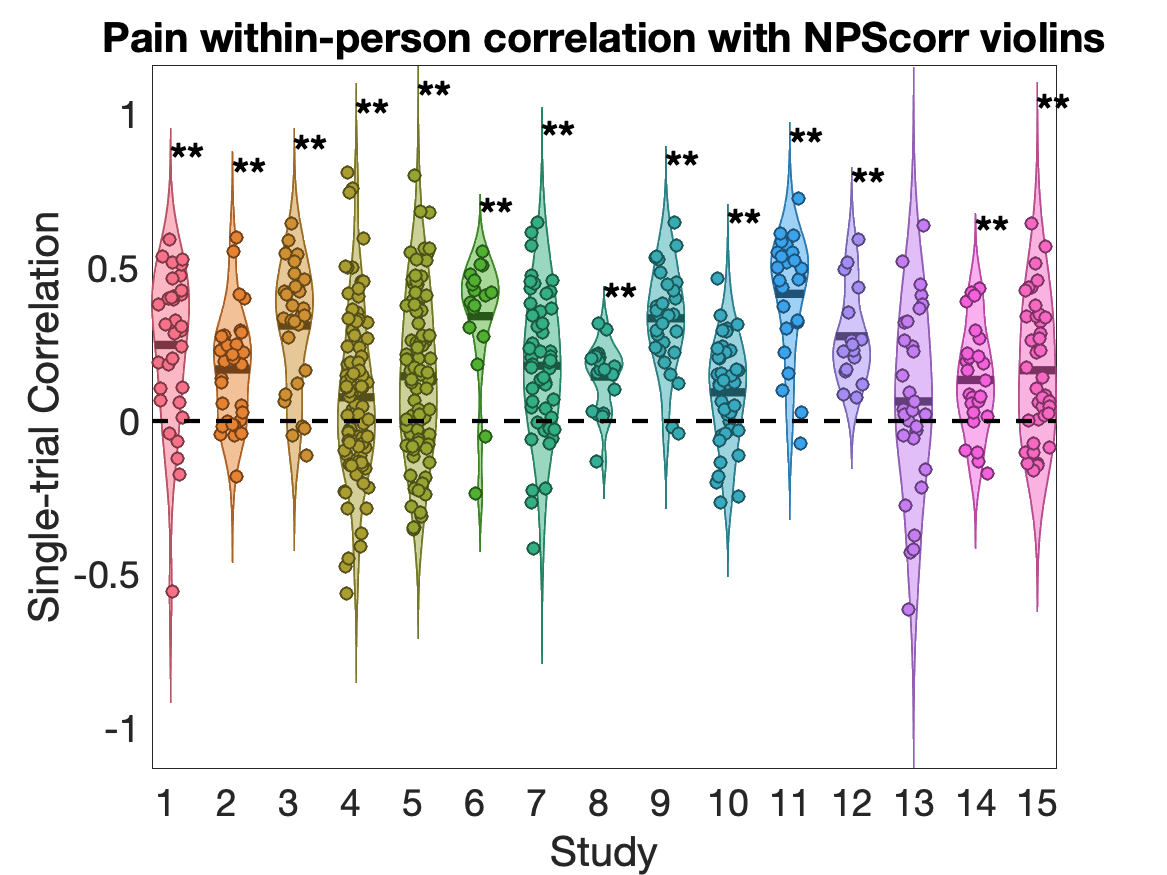 Pain within-person correlation with NPScorr violins
Single-trial Correlation
1
0.5
0
-0.5
-1
** ** ** ** ** ** ** ** ** ** ** ** ** **
1 2 3 4 5 6 7 8 9 10 11 12 13 14 15
Study